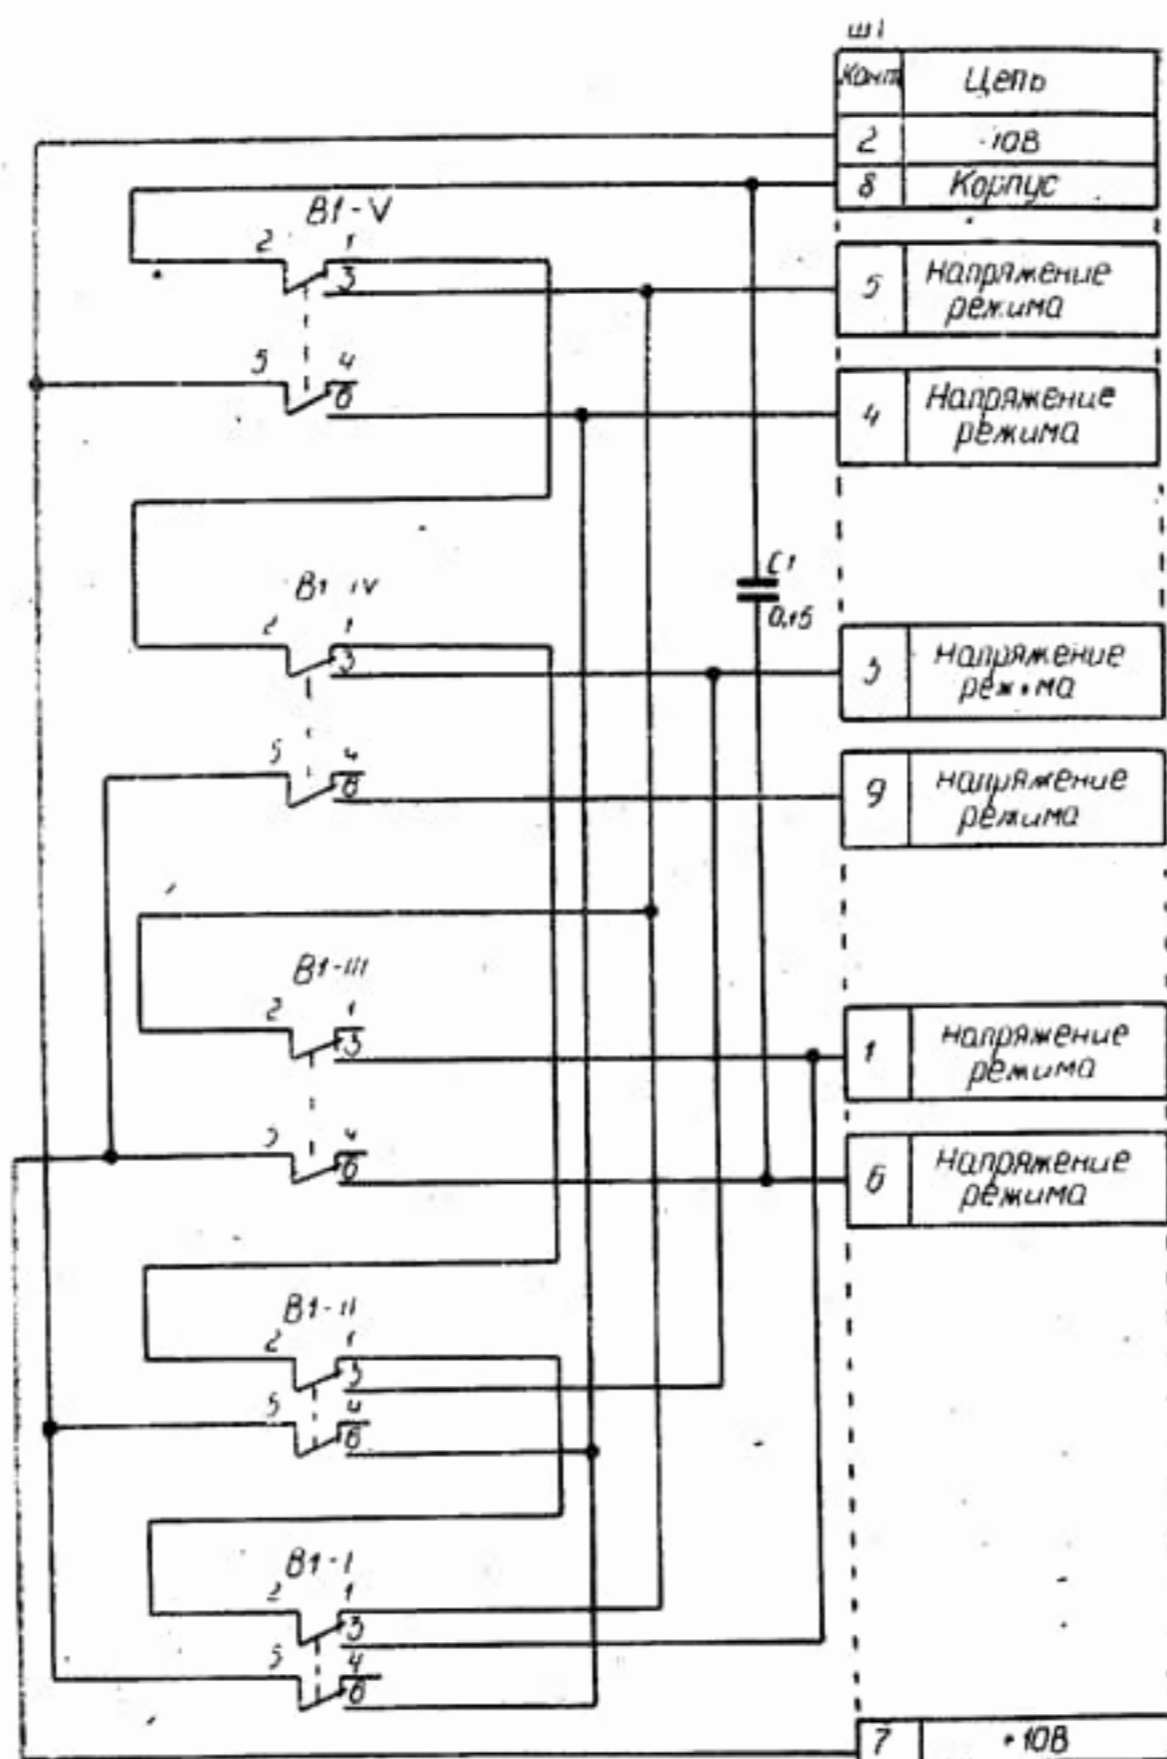 Ш1
Конт Цепь
2 -10В
8 Корпус
В1-V
2 1
3
5 Напряжение
режима
5 4
6
4 Напряжение
режима
С1
0,15
В1-IV
2 1
3
3 Напряжение
режима
5 4
6
9 Напряжение
режима
В1-III
2 1
3
1 Напряжение
режима
5 4
6
6 Напряжение
режима
В1-II
2 1
3
5 4
6
В1-I
2 1
3
5 4
6
7 +10В